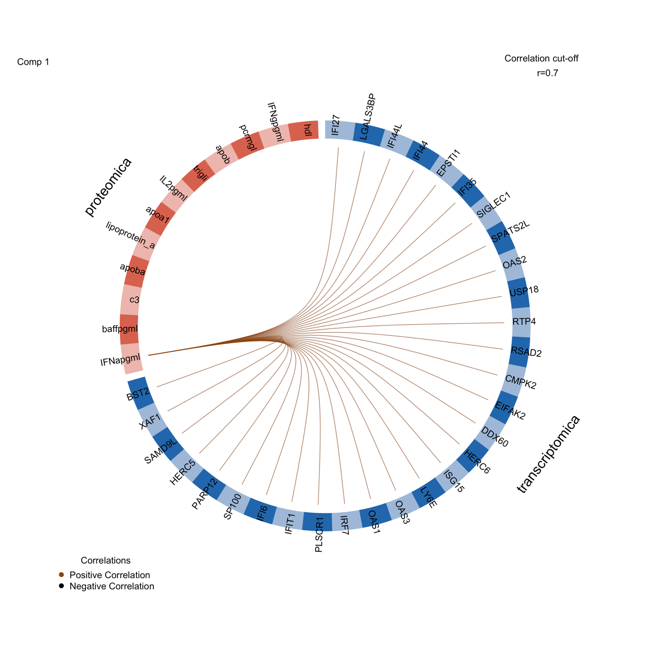 Comp 1
Correlation cut-off
r=0.7
proteomica
transcriptomica
hdl
IFNgpgml
pcrmgl
apob
trigli
IL2pgml
apoa1
lipoprotein_a
apoba
c3
baffpgml
IFNapgml
IFI27
LGALS3BP
IFI44L
IFI44
EPSTI1
IFI35
SIGLEC1
SPATS2L
OAS2
USP18
RTP4
RSAD2
CMPK2
EIFAK2
DDX60
HERC6
ISG15
LY6E
OAS3
OAS1
IRF7
PLSCR1
IFIT1
IFI6
SP100
PARP12
HERC5
SAMD9L
XAF1
BST2
Correlations
Positive Correlation
Negative Correlation